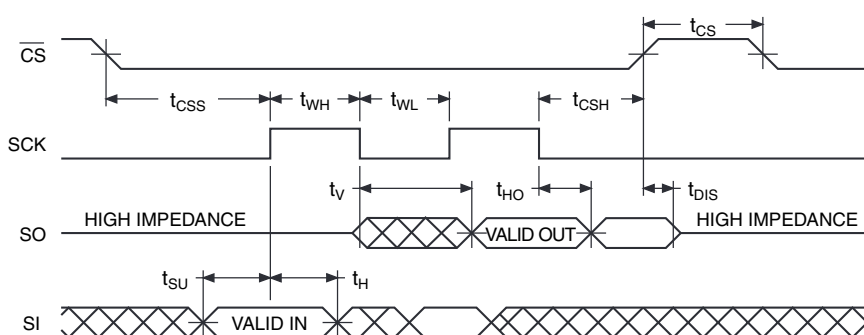 CS tCS
tCSS tWH tWL tCSH
SCK
tV tHO tDIS
HIGH IMPEDANCE VALID OUT HIGH IMPEDANCE
SO
tSU tH
SI VALID IN